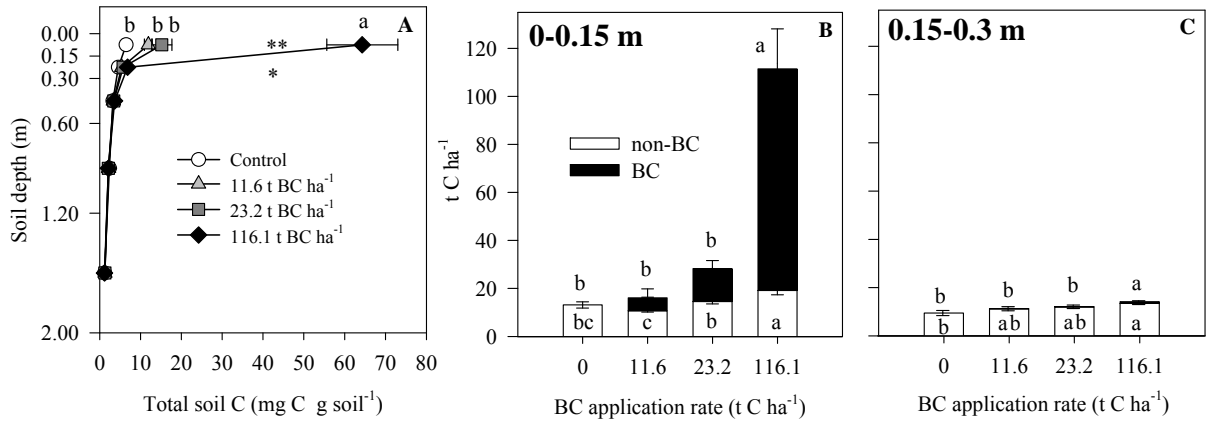 A
b
b b
a
**
*
0.00
0.15
0.30
0.60
1.20
2.00
Soil depth (m)
Control
11.6 t BC ha⁻¹
23.2 t BC ha⁻¹
116.1 t BC ha⁻¹
0 10 20 30 40 50 60 70 80
Total soil C (mg C g soil⁻¹)
0-0.15 m
B
120
100
80
60
40
20
0
t C ha⁻¹
non-BC
BC
b b b a
bc c b a
0 11.6 23.2 116.1
BC application rate (t C ha⁻¹)
0.15-0.3 m
C
b b b a
b ab ab a
0 11.6 23.2 116.1
BC application rate (t C ha⁻¹)